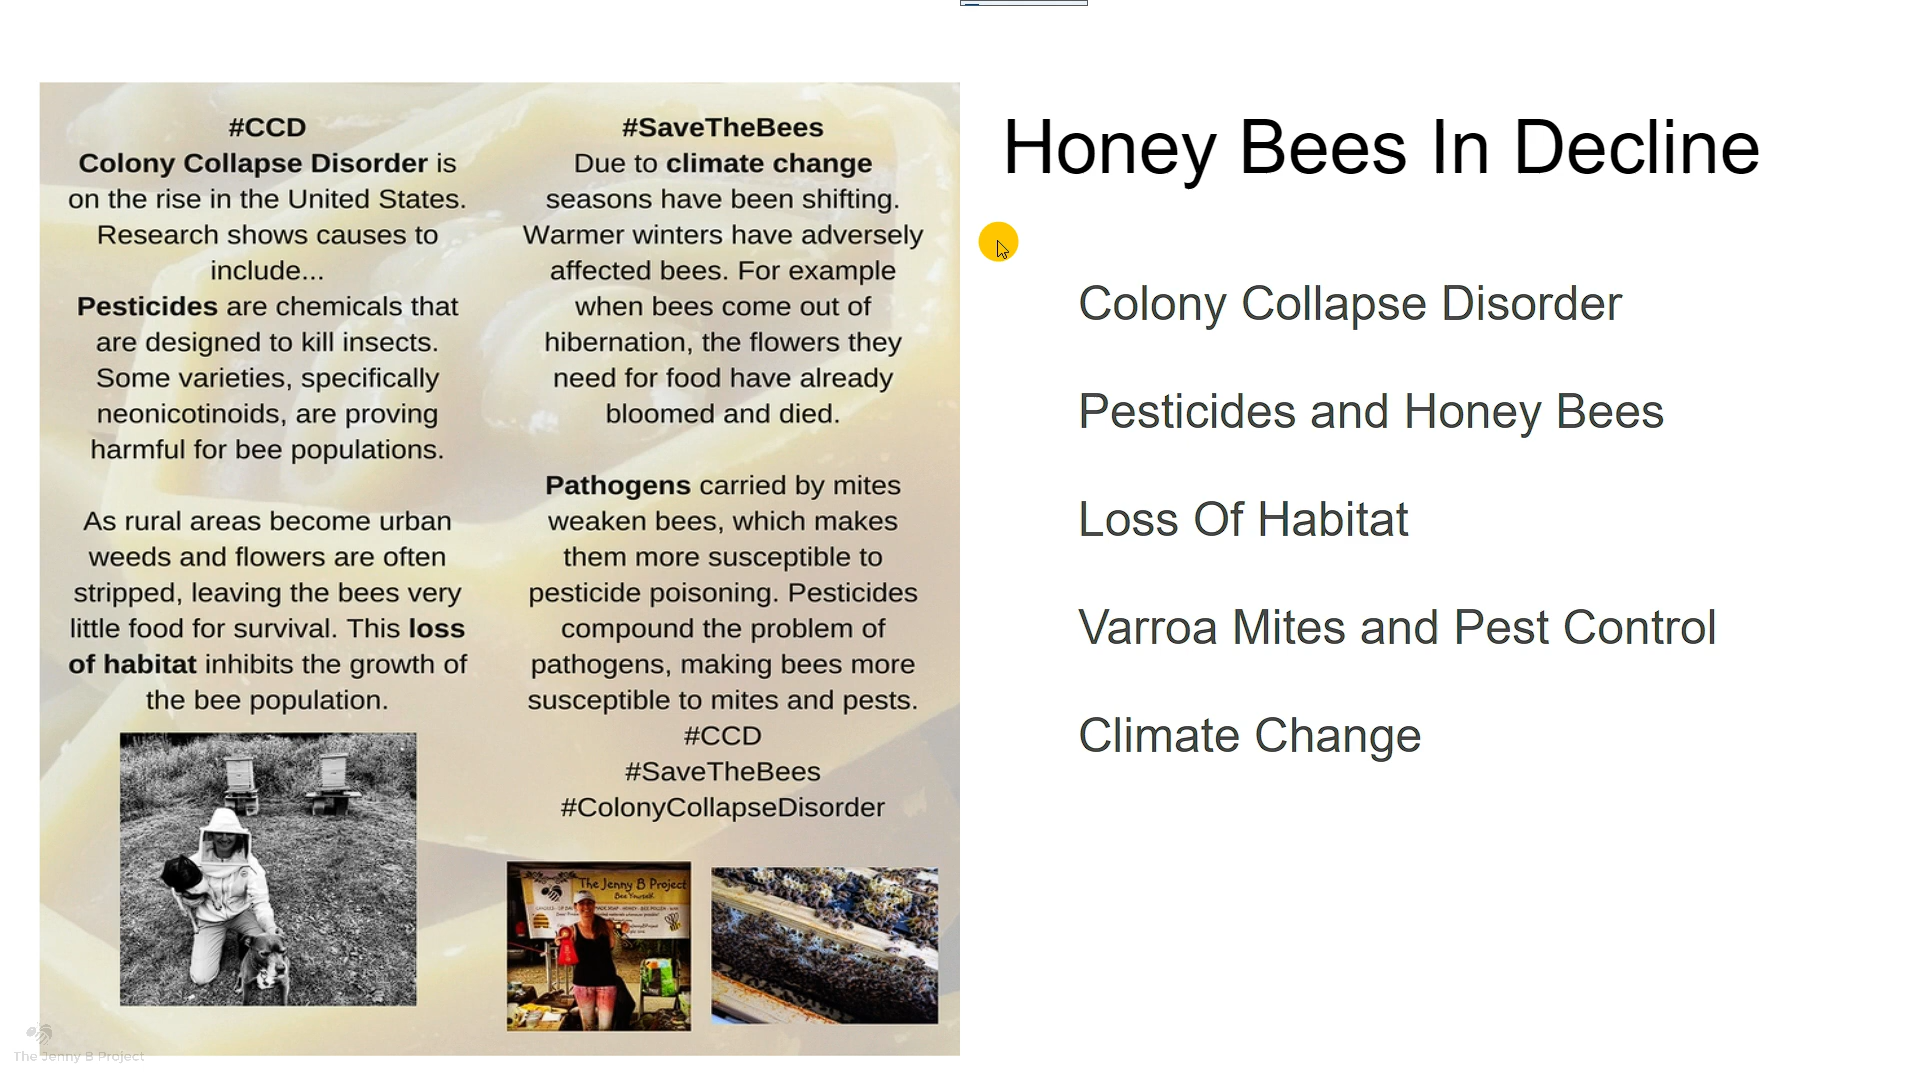 #CCD
Colony Collapse Disorder is
on the rise in the United States.
Research shows causes to
include...
Pesticides are chemicals that
are designed to kill insects.
Some varieties, specifically
neonicotinoids, are proving
harmful for bee populations.
As rural areas become urban
weeds and flowers are often
stripped, leaving the bees very
little food for survival. This loss
of habitat inhibits the growth of
the bee population.
#SaveTheBees
Due to climate change
seasons have been shifting.
Warmer winters have adversely
affected bees. For example
when bees come out of
hibernation, the flowers they
need for food have already
bloomed and died.
Pathogens carried by mites
weaken bees, which makes
them more susceptible to
pesticide poisoning. Pesticides
compound the problem of
pathogens, making bees more
susceptible to mites and pests.
#CCD
#SaveTheBees
#ColonyCollapseDisorder
The Jenny B Project
Bee Yourself
The Jenny B Project
Honey Bees In Decline
Colony Collapse Disorder
Pesticides and Honey Bees
Loss Of Habitat
Varroa Mites and Pest Control
Climate Change